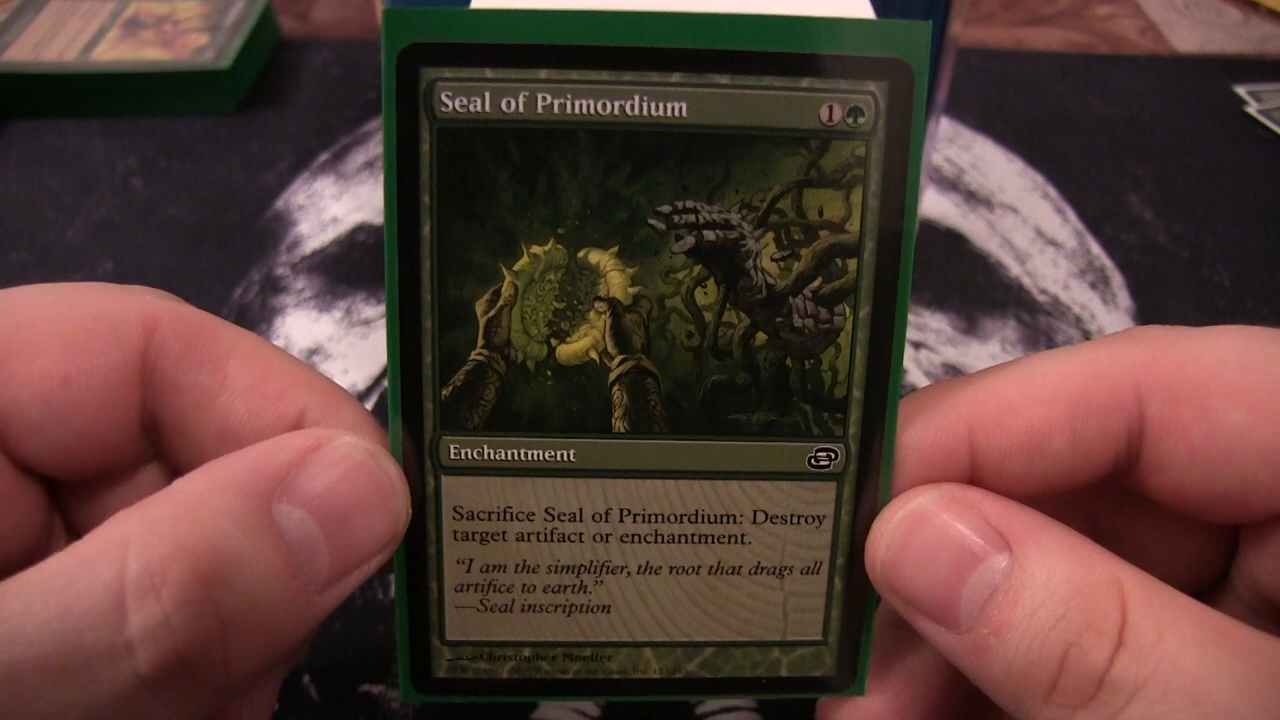 Seal of Primordium
1
Enchantment
Sacrifice Seal of Primordium: Destroy
target artifact or enchantment.
"I am the simplifier, the root that drags all
artifice to earth."
—Seal inscription
Christopher Moeller